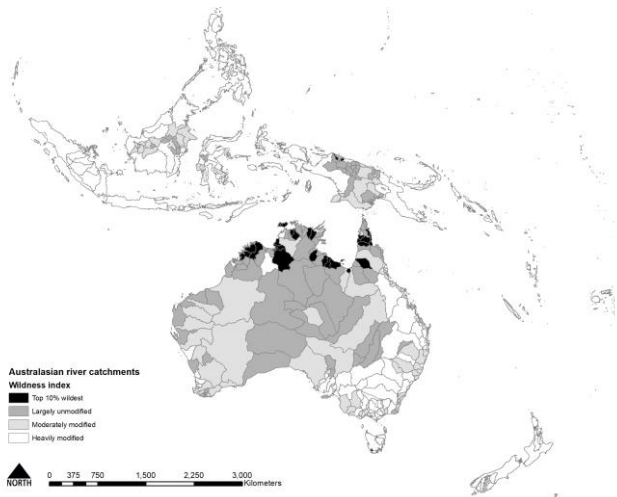 Australasian river catchments
Wildness index
Top 10% wildest
Largely unmodified
Moderately modified
Heavily modified
NORTH
0 375 750 1,500 2,250 3,000
Kilometers